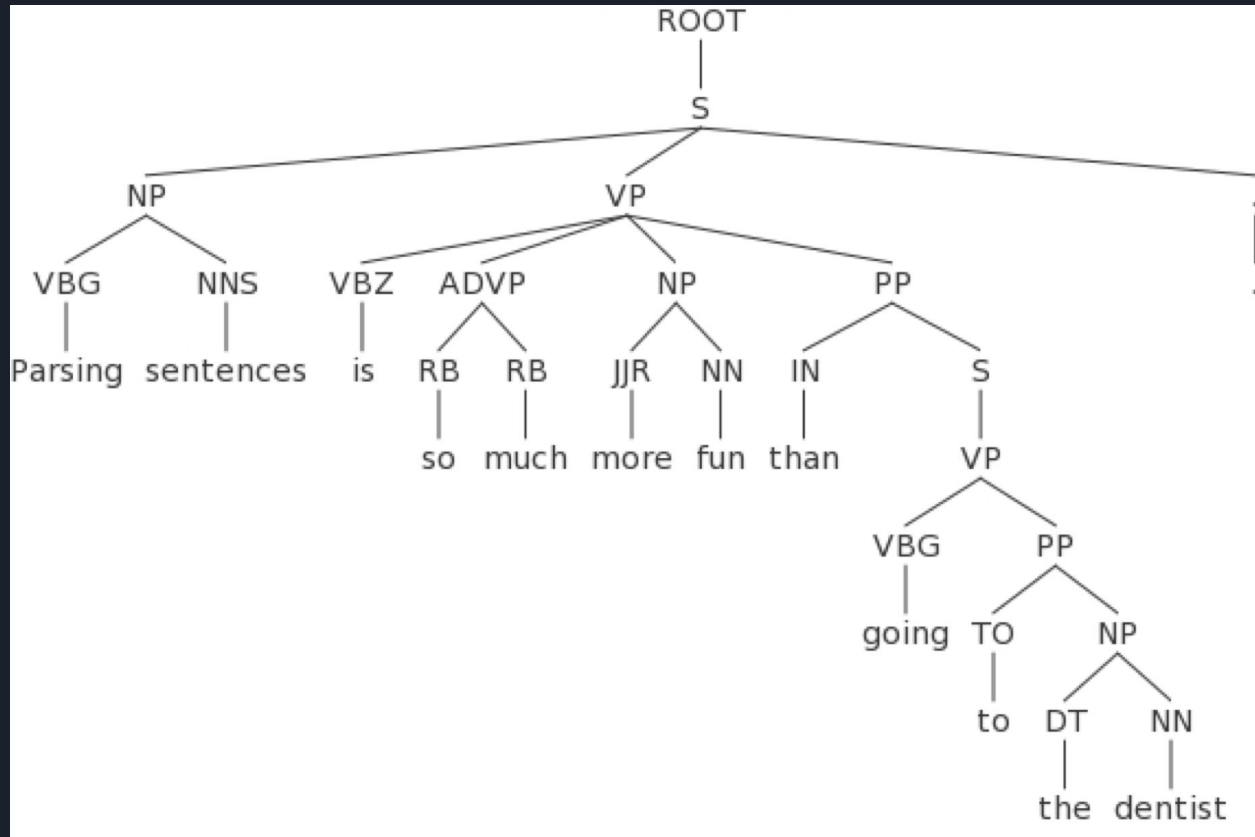 ROOT
S
NP VP
VBG NNS VBZ ADVP NP PP
Parsing sentences is RB RB JJR NN IN S
so much more fun than VP
VBG PP
going TO NP
to DT NN
the dentist